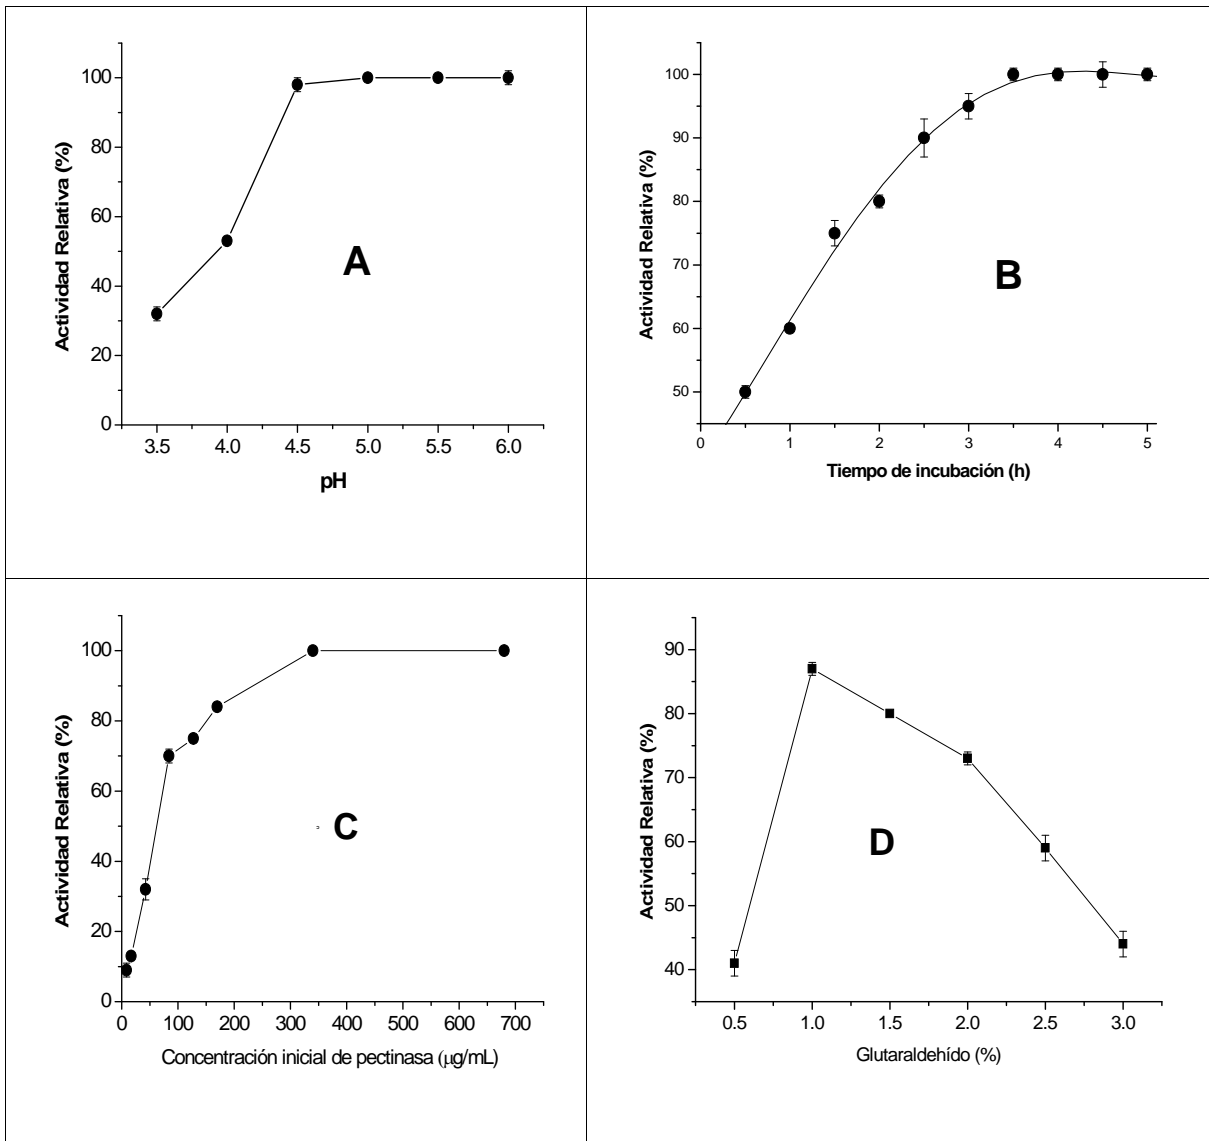 Actividad Relativa (%)
100
80
60
40
20
0
A
3.5 4.0 4.5 5.0 5.5 6.0
pH
Actividad Relativa (%)
100
90
80
70
60
50
B
0 1 2 3 4 5
Tiempo de incubación (h)
Actividad Relativa (%)
100
80
60
40
20
0
C
0 100 200 300 400 500 600 700
Concentración inicial de pectinasa (μg/mL)
Actividad Relativa (%)
90
80
70
60
50
40
D
0.5 1.0 1.5 2.0 2.5 3.0
Glutaraldehído (%)